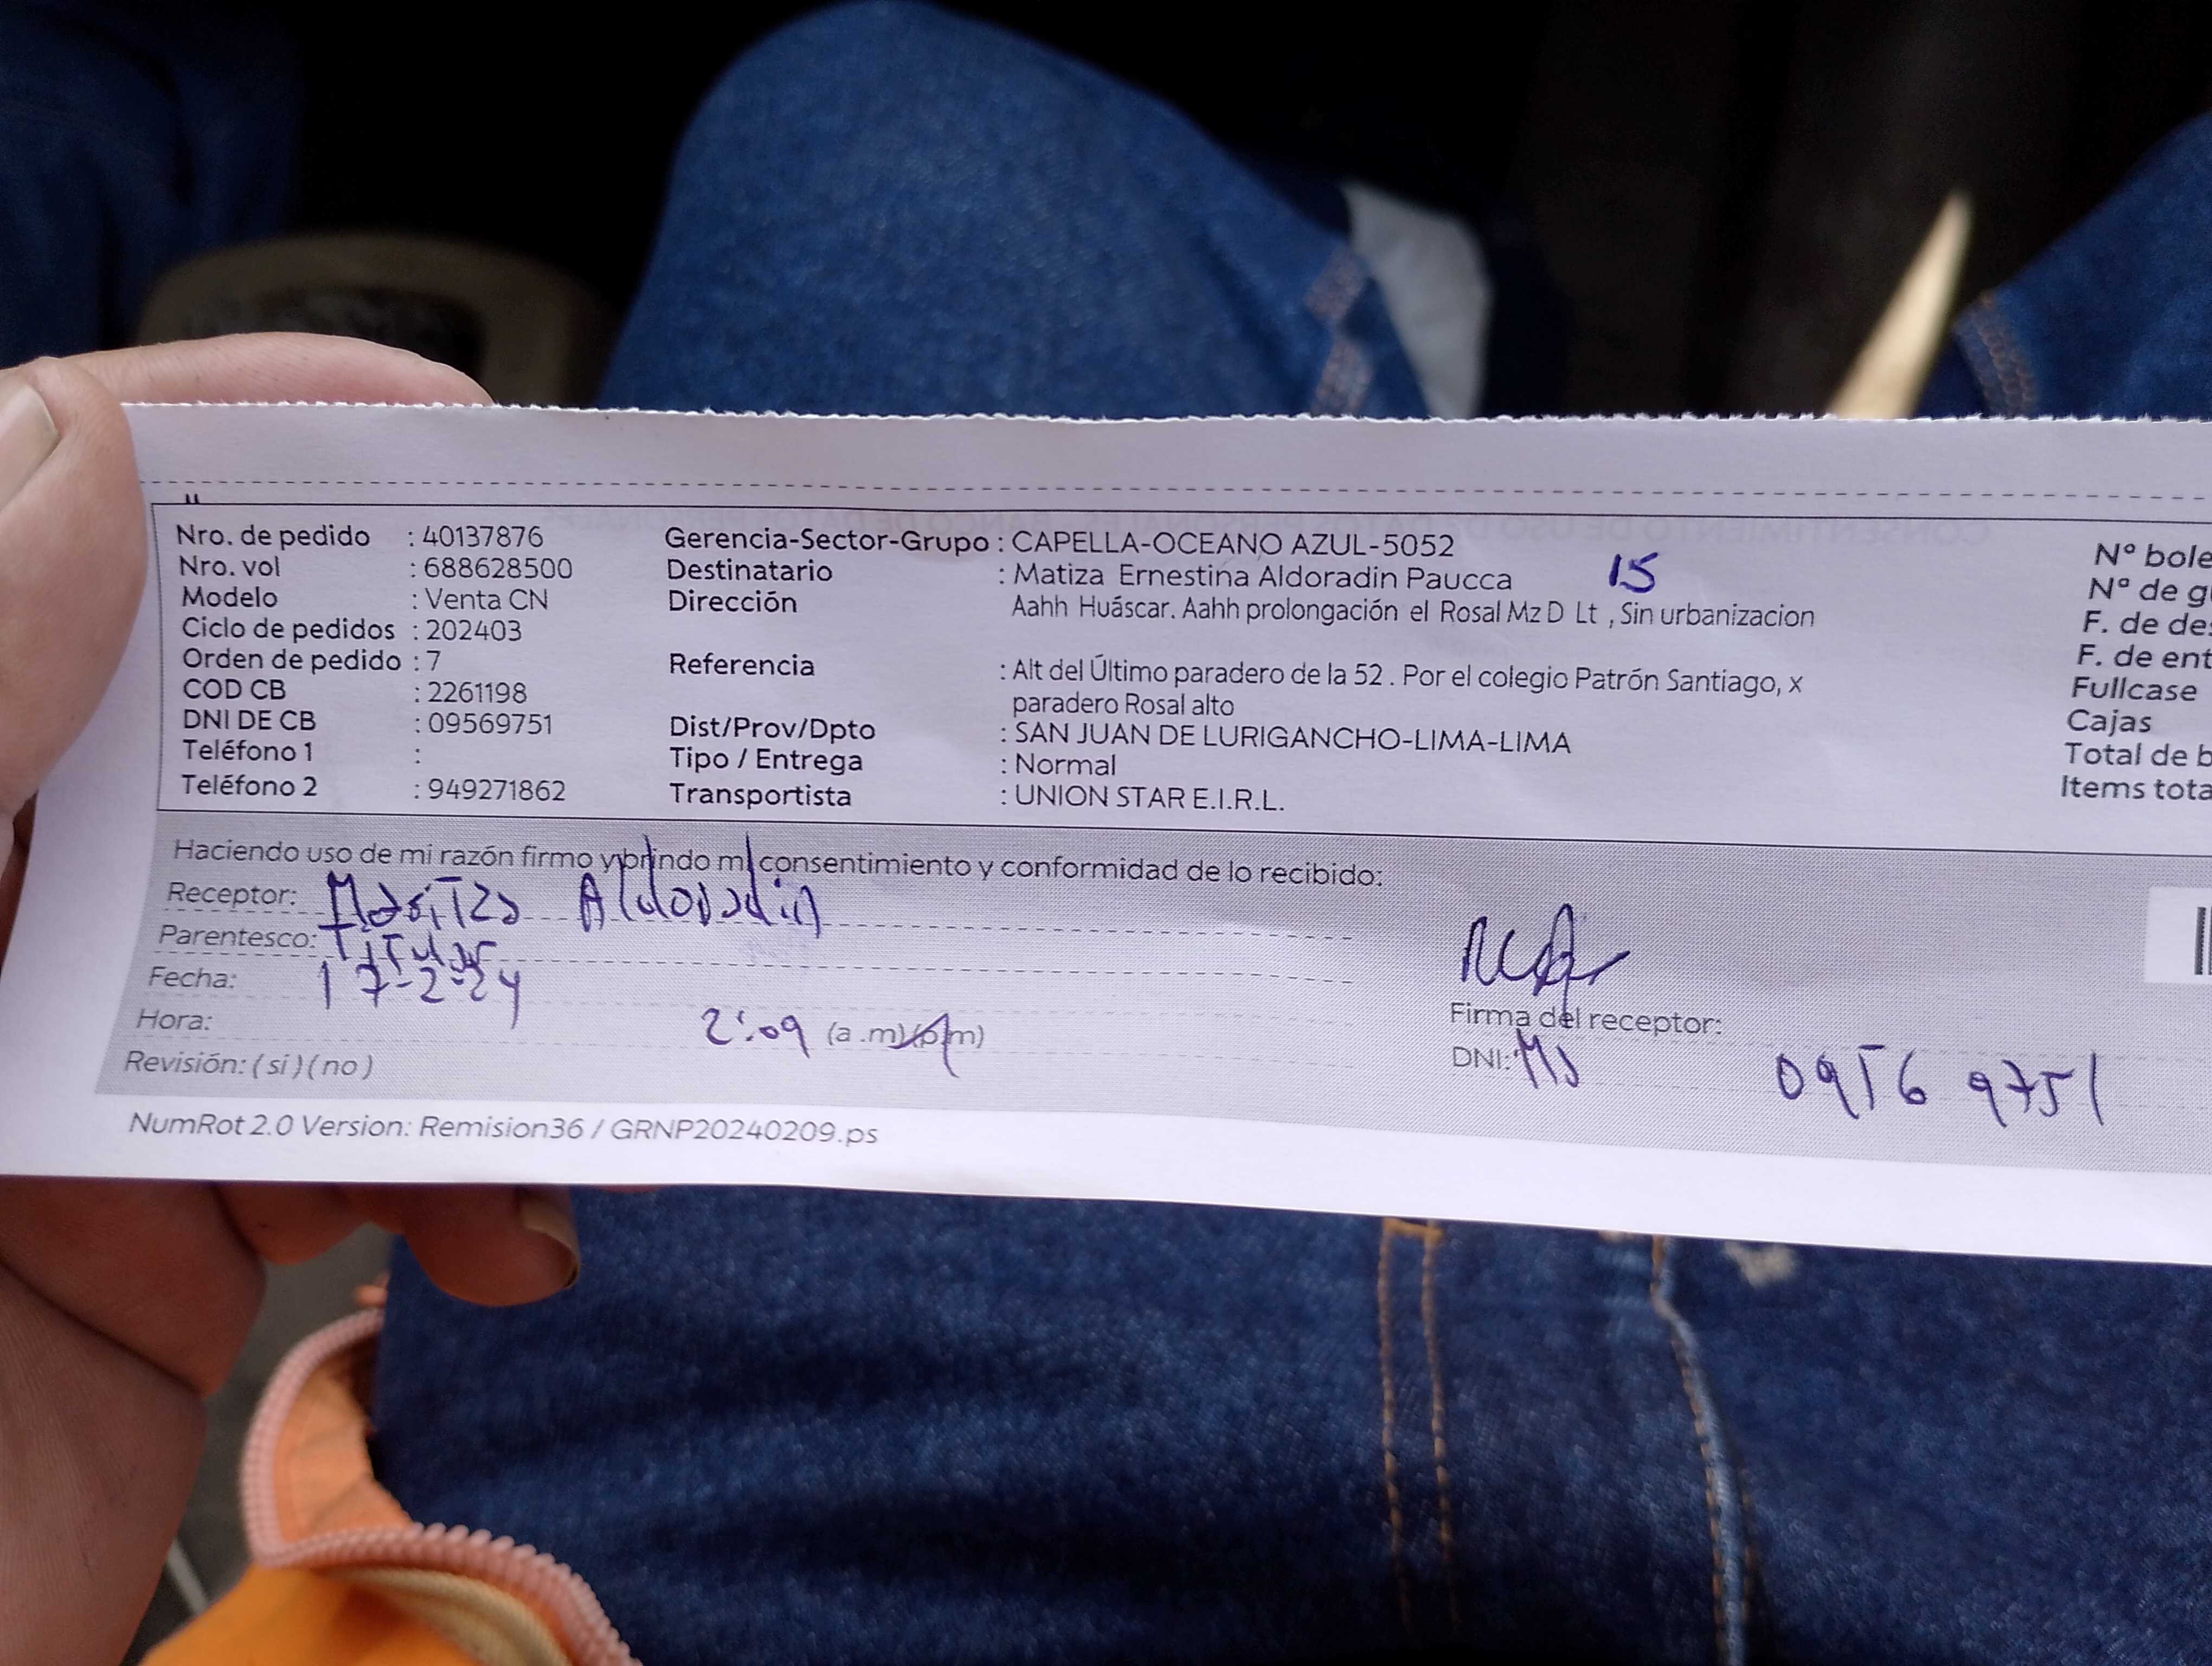 Nro. de pedido : 40137876
Nro. vol : 688628500
Modelo : Venta CN
Ciclo de pedidos : 202403
Orden de pedido : 7
COD CB : 2261198
DNI DE CB : 09569751
Teléfono 1 :
Teléfono 2 : 949271862
Gerencia-Sector-Grupo : CAPELLA-OCEANO AZUL-5052
Destinatario : Matiza Ernestina Aldoradin Paucca
15
Dirección Aahh Huáscar. Aahh prolongación el Rosal Mz D Lt , Sin urbanizacion
Referencia : Alt del Último paradero de la 52 . Por el colegio Patrón Santiago, x
paradero Rosal alto
Dist/Prov/Dpto : SAN JUAN DE LURIGANCHO-LIMA-LIMA
Tipo / Entrega : Normal
Transportista : UNION STAR E.I.R.L.
N° bole
N° de g
F. de de
F. de ent
Fullcase
Cajas
Total de b
Items tota
Haciendo uso de mi razón firmo y brindo mi consentimiento y conformidad de lo recibido:
Receptor: Maritza Aldoradin
Parentesco: Titular
Fecha: 17-2-24
Hora: 2:09 (a .m)(p.m)
Revisión: ( si ) ( no )
Firma del receptor:
DNI: 09569751
NumRot 2.0 Version: Remision36 / GRNP20240209.ps